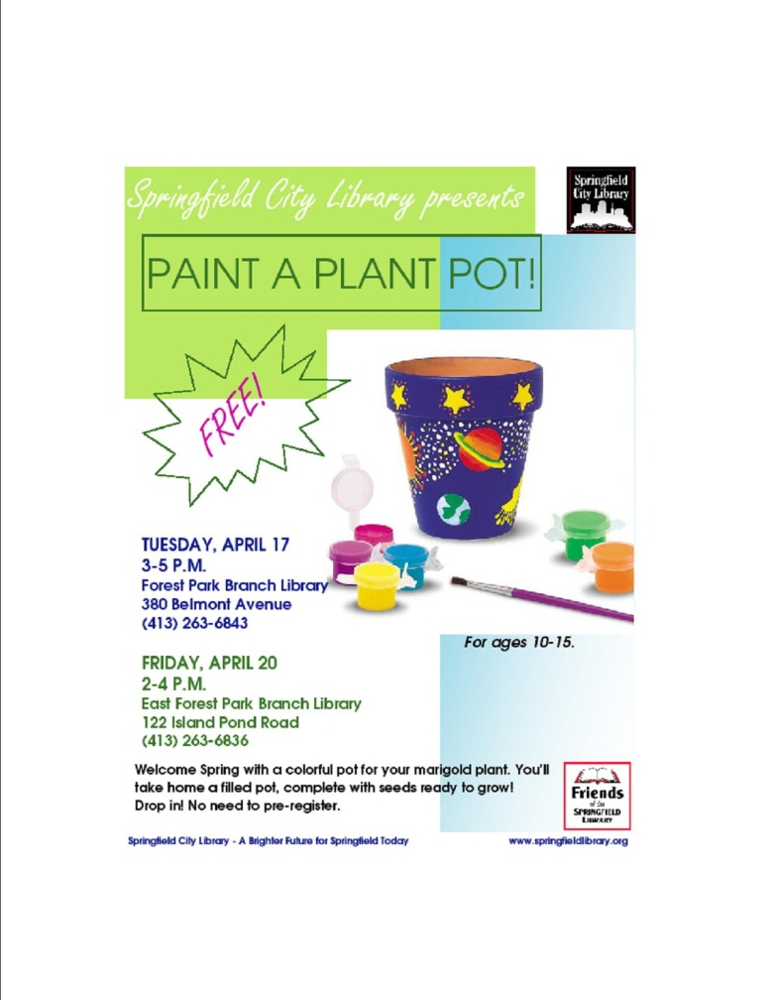 Springfield City Library presents
Springfield
City Library
PAINT A PLANT POT!
FREE!
TUESDAY, APRIL 17
3-5 P.M.
Forest Park Branch Library
380 Belmont Avenue
(413) 263-6843
For ages 10-15.
FRIDAY, APRIL 20
2-4 P.M.
East Forest Park Branch Library
122 Island Pond Road
(413) 263-6836
Welcome Spring with a colorful pot for your marigold plant. You'll
take home a filled pot, complete with seeds ready to grow!
Drop in! No need to pre-register.
Friends
of the
SPRINGFIELD
LIBRARY
Springfield City Library - A Brighter Future for Springfield Today
www.springfieldlibrary.org